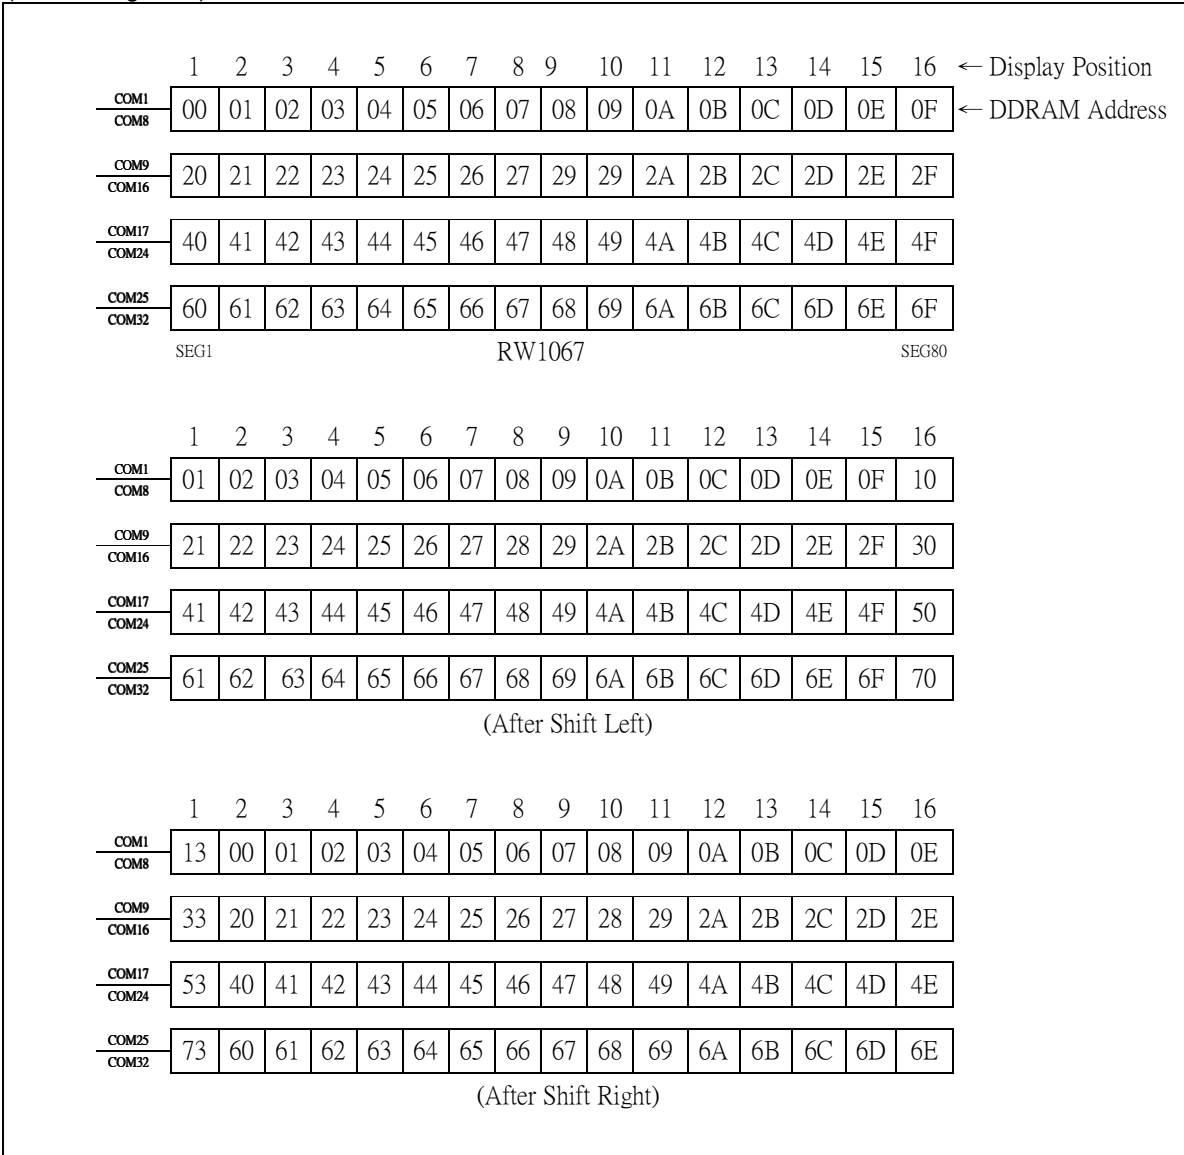 1 2 3 4 5 6 7 8 9 10 11 12 13 14 15 16 ← Display Position
COM1
COM8
00 01 02 03 04 05 06 07 08 09 0A 0B 0C 0D 0E 0F ← DDRAM Address
COM9
COM16
20 21 22 23 24 25 26 27 29 29 2A 2B 2C 2D 2E 2F
COM17
COM24
40 41 42 43 44 45 46 47 48 49 4A 4B 4C 4D 4E 4F
COM25
COM32
60 61 62 63 64 65 66 67 68 69 6A 6B 6C 6D 6E 6F
SEG1 RW1067 SEG80
1 2 3 4 5 6 7 8 9 10 11 12 13 14 15 16
COM1
COM8
01 02 03 04 05 06 07 08 09 0A 0B 0C 0D 0E 0F 10
COM9
COM16
21 22 23 24 25 26 27 28 29 2A 2B 2C 2D 2E 2F 30
COM17
COM24
41 42 43 44 45 46 47 48 49 4A 4B 4C 4D 4E 4F 50
COM25
COM32
61 62 63 64 65 66 67 68 69 6A 6B 6C 6D 6E 6F 70
(After Shift Left)
1 2 3 4 5 6 7 8 9 10 11 12 13 14 15 16
COM1
COM8
13 00 01 02 03 04 05 06 07 08 09 0A 0B 0C 0D 0E
COM9
COM16
33 20 21 22 23 24 25 26 27 28 29 2A 2B 2C 2D 2E
COM17
COM24
53 40 41 42 43 44 45 46 47 48 49 4A 4B 4C 4D 4E
COM25
COM32
73 60 61 62 63 64 65 66 67 68 69 6A 6B 6C 6D 6E
(After Shift Right)